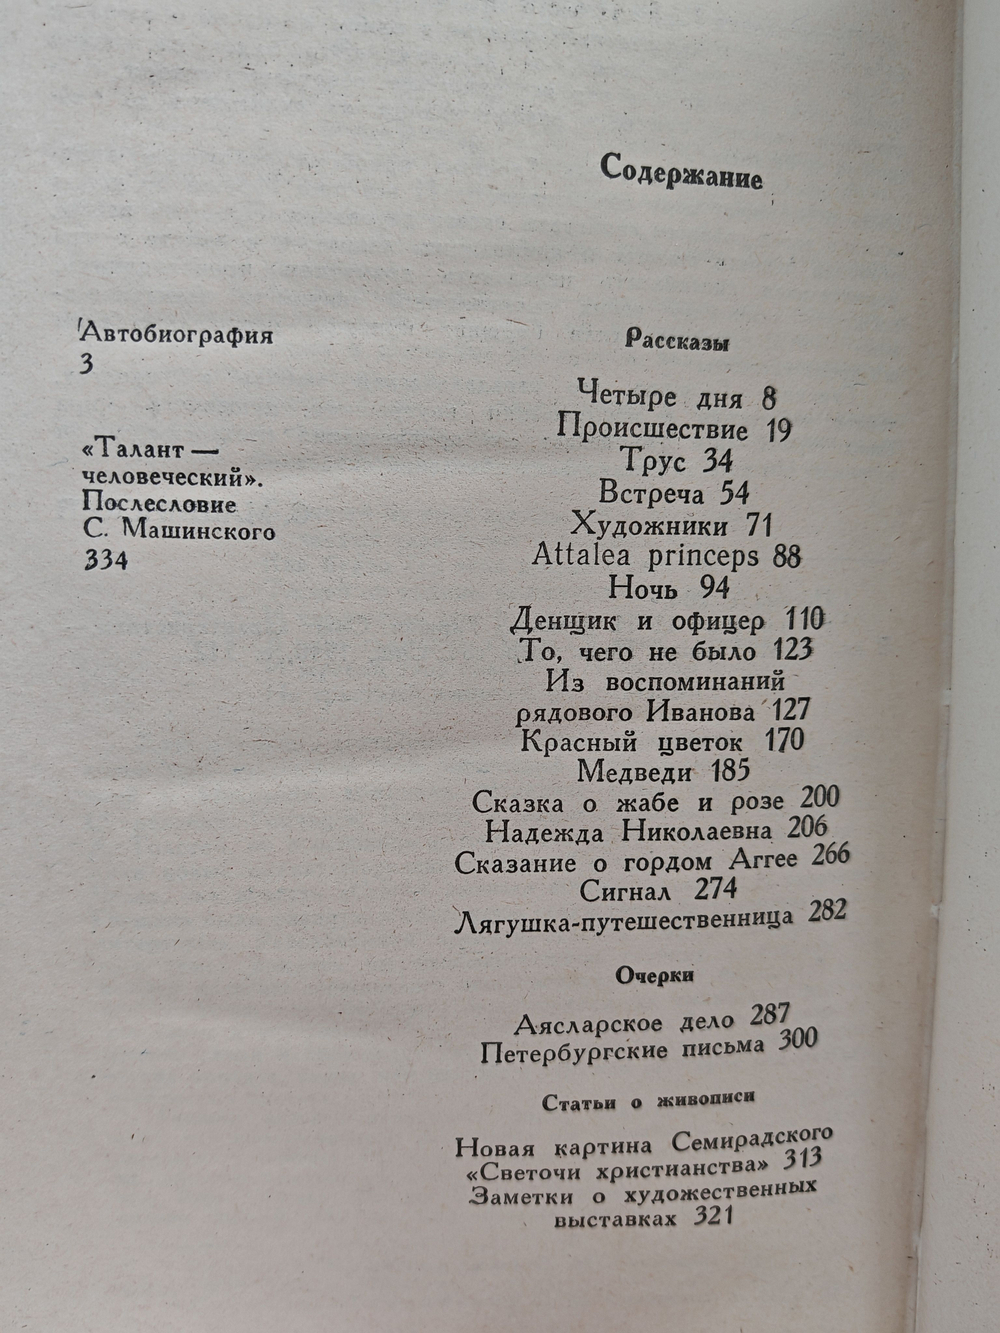 Содержание
Автобиография
3
«Талант —
человеческий».
Послесловие
С. Машинского
334
Рассказы
Четыре дня 8
Происшествие 19
Трус 34
Встреча 54
Художники 71
Attalea princeps 88
Ночь 94
Денщик и офицер 110
То, чего не было 123
Из воспоминаний
рядового Иванова 127
Красный цветок 170
Медведи 185
Сказка о жабе и розе 200
Надежда Николаевна 206
Сказание о гордом Аггее 266
Сигнал 274
Лягушка-путешественница 282
Очерки
Аясларское дело 287
Петербургские письма 300
Статьи о живописи
Новая картина Семирадского
«Светочи христианства» 313
Заметки о художественных
выставках 321